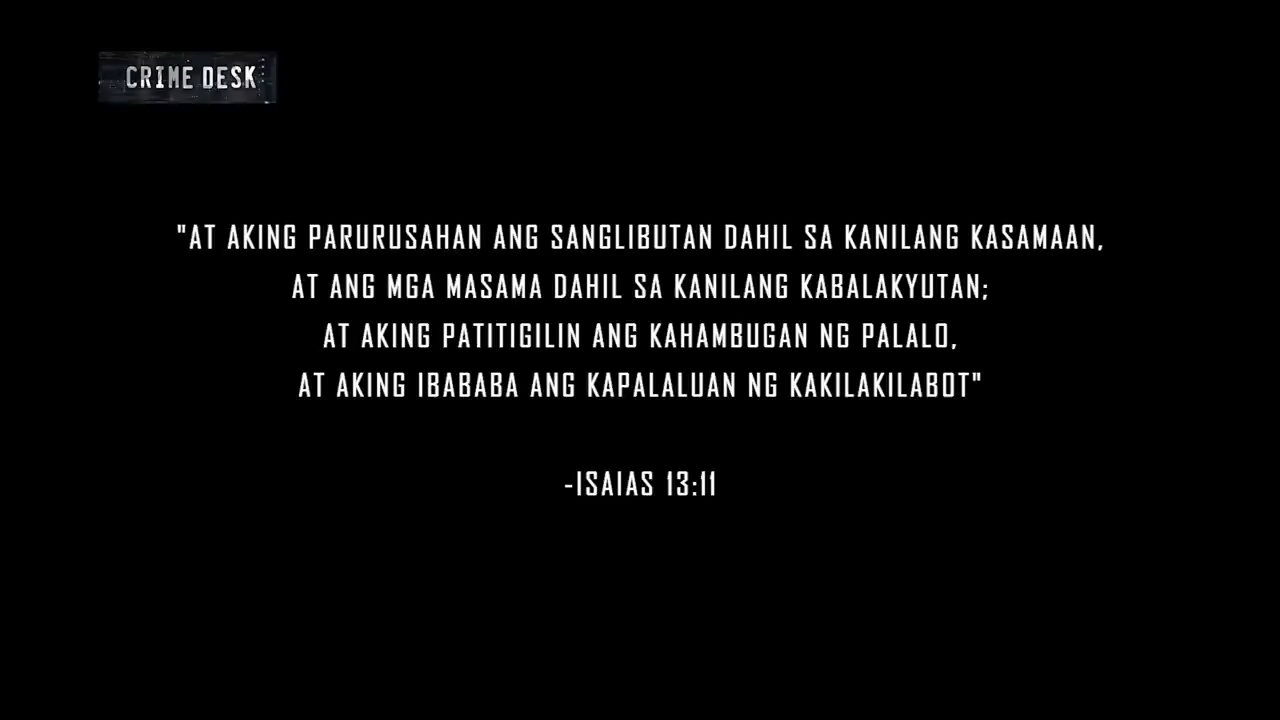 CRIME DESK
"AT AKING PARURUSAHAN ANG SANGLIBUTAN DAHIL SA KANILANG KASAMAAN,
AT ANG MGA MASAMA DAHIL SA KANILANG KABALAKYUTAN;
AT AKING PATITIGILIN ANG KAHAMBUGAN NG PALALO,
AT AKING IBABABA ANG KAPALALUAN NG KAKILAKILABOT"
-ISAIAS 13:11